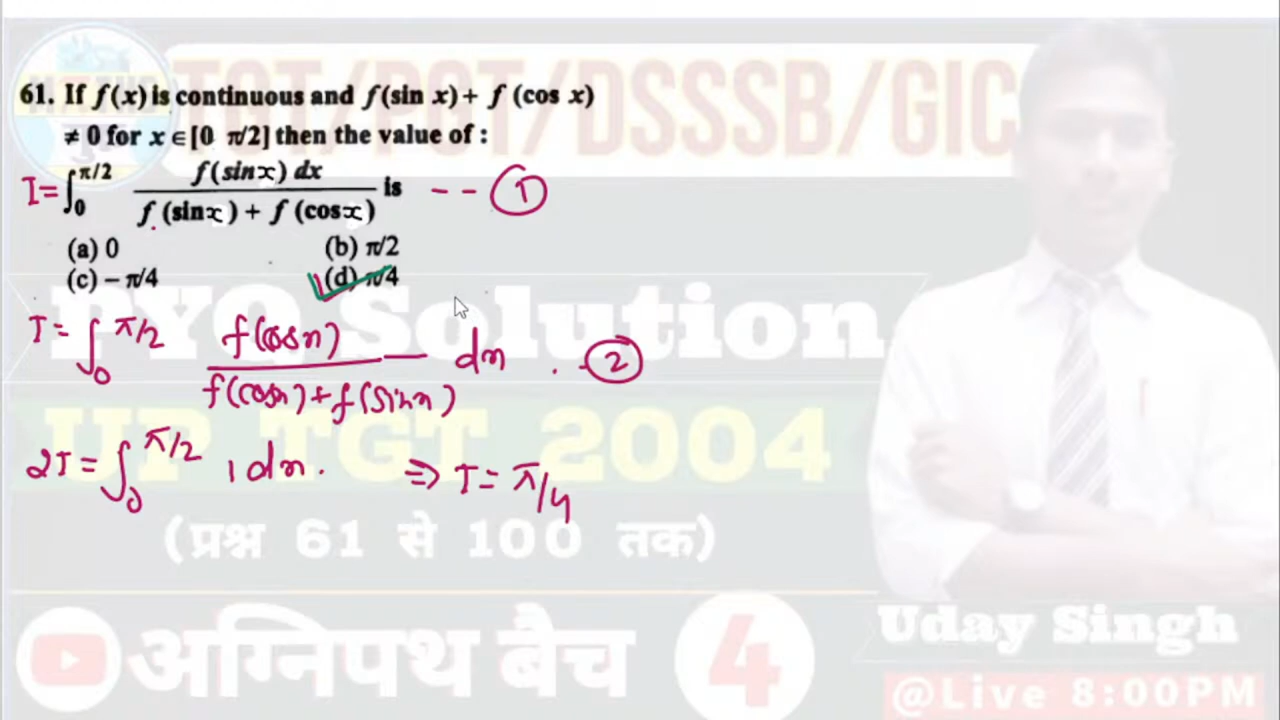 TGT/PGT/DSSSB/GIC
61. If f(x) is continuous and f(sin x) + f (cos x)
≠ 0 for x ∈ [0 π/2] then the value of :
I = ∫₀^π/2 f(sinx) dx / f (sinx) + f (cosx) is - - ①
(a) 0 (b) π/2
(c) – π/4 (d) π/4
PYQ Solution
I = ∫₀^π/2 f(cosx) / f(cosx) + f(sinx) dx . - ②
UP TGT 2004
2I = ∫₀^π/2 1 dx . ⇒ I = π/4
(प्रश्न 61 से 100 तक)
अग्निपथ बैच 4
Uday Singh
@Live 8:00PM